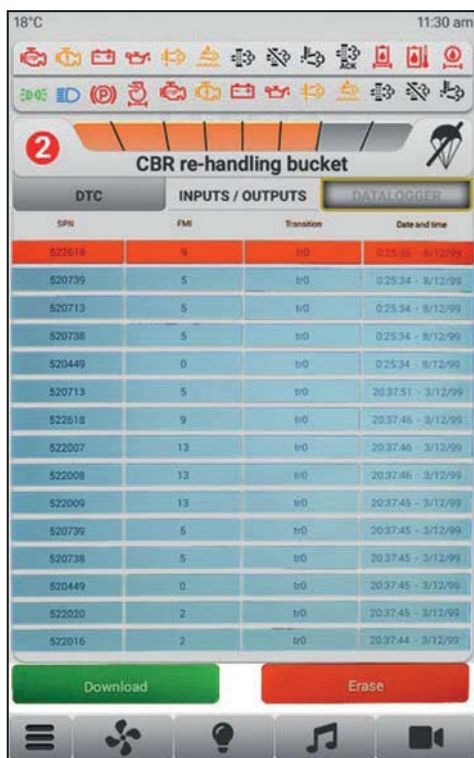 18°C 11:30 am
2
CBR re-handling bucket
DTC INPUTS / OUTPUTS DATALOGGER
SPN FMI Transition Date and time
522618 9 tr0 0:25:35 - 8/12/99
520739 5 tr0 0:25:34 - 8/12/99
520713 5 tr0 0:25:34 - 8/12/99
520738 5 tr0 0:25:34 - 8/12/99
520449 0 tr0 0:25:34 - 8/12/99
520713 5 tr0 20:37:51 - 3/12/99
522618 9 tr0 20:37:46 - 3/12/99
522007 13 tr0 20:37:46 - 3/12/99
522008 13 tr0 20:37:46 - 3/12/99
522009 13 tr0 20:37:45 - 3/12/99
520739 5 tr0 20:37:45 - 3/12/99
520738 5 tr0 20:37:45 - 3/12/99
520449 0 tr0 20:37:45 - 3/12/99
522020 2 tr0 20:37:45 - 3/12/99
522016 2 tr0 20:37:44 - 3/12/99
Download Erase